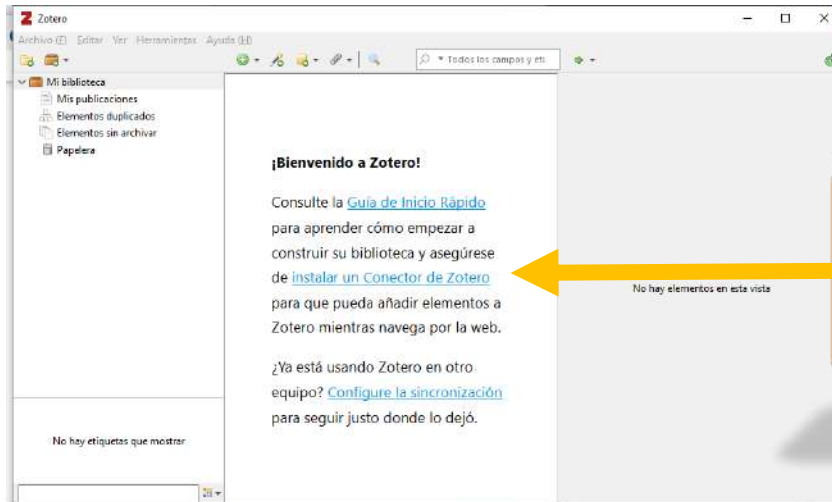 Zotero
Archivo (F) Editar Ver Herramientas Ayuda (H)
Todos los campos y eti
Mi biblioteca
Mis publicaciones
Elementos duplicados
Elementos sin archivar
Papelera
¡Bienvenido a Zotero!
Consulte la Guía de Inicio Rápido
para aprender cómo empezar a
construir su biblioteca y asegúrese
de instalar un Conector de Zotero
para que pueda añadir elementos a
Zotero mientras navega por la web.
¿Ya está usando Zotero en otro
equipo? Configure la sincronización
para seguir justo donde lo dejó.
No hay elementos en esta vista
No hay etiquetas que mostrar